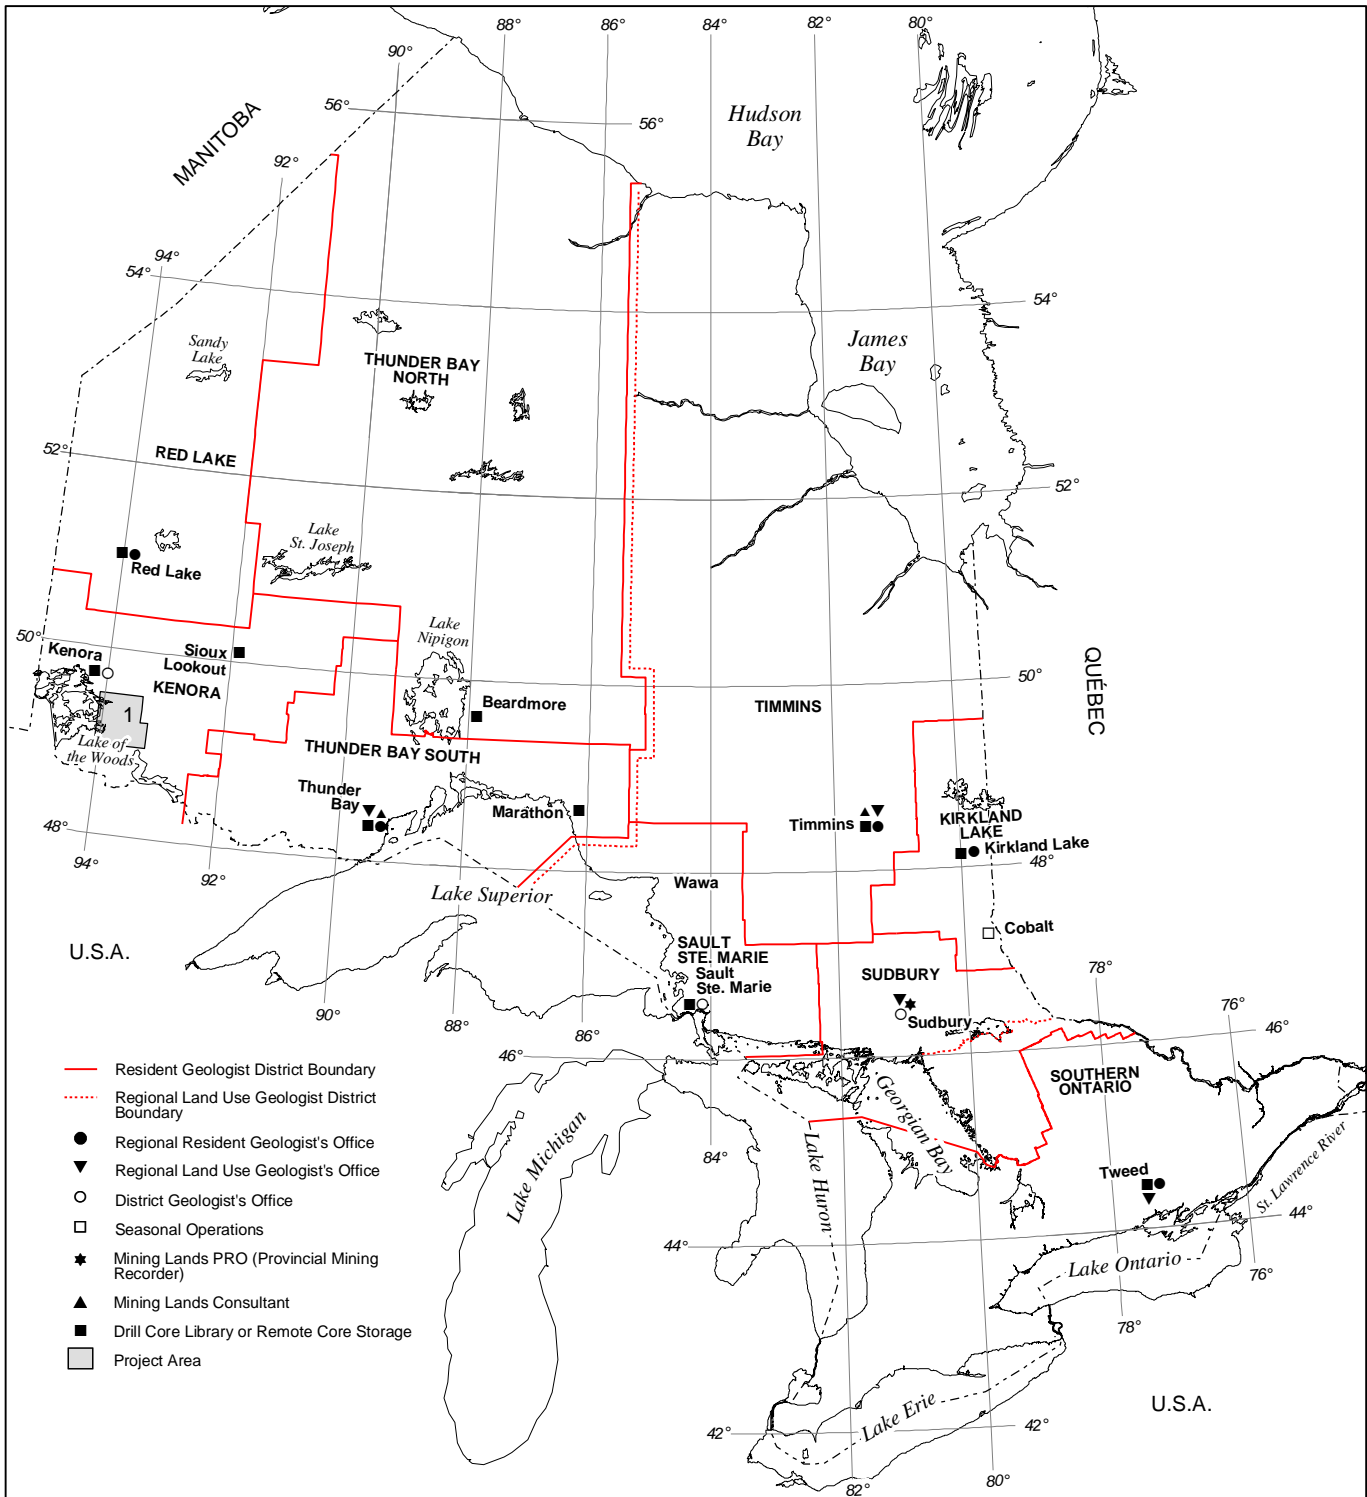 88°
86°
84°
82°
80°
90°
56°
56°
MANITOBA
Hudson
Bay
92°
94°
54°
54°
Sandy
Lake
THUNDER BAY
NORTH
James
Bay
52°
RED LAKE
52°
Lake
St. Joseph
Red Lake
50°
Kenora
Sioux
Lookout
KENORA
Lake
Nipigon
50°
QUÉBEC
Beardmore
TIMMINS
1
Lake of
the Woods
THUNDER BAY SOUTH
Thunder
Bay
Marathon
Timmins
KIRKLAND
LAKE
Kirkland Lake
48°
48°
94°
92°
Lake Superior
Wawa
Cobalt
U.S.A.
SAULT
STE. MARIE
Sault
Ste. Marie
SUDBURY
Sudbury
78°
76°
90°
88°
86°
46°
46°
SOUTHERN
ONTARIO
Resident Geologist District Boundary
Regional Land Use Geologist District
Boundary
Regional Resident Geologist's Office
Regional Land Use Geologist's Office
District Geologist's Office
Seasonal Operations
Mining Lands PRO (Provincial Mining
Recorder)
Mining Lands Consultant
Drill Core Library or Remote Core Storage
Project Area
Lake Michigan
84°
Lake Huron
Georgian Bay
Tweed
St. Lawrence River
44°
44°
Lake Ontario
76°
78°
Lake Erie
U.S.A.
42°
42°
80°
82°